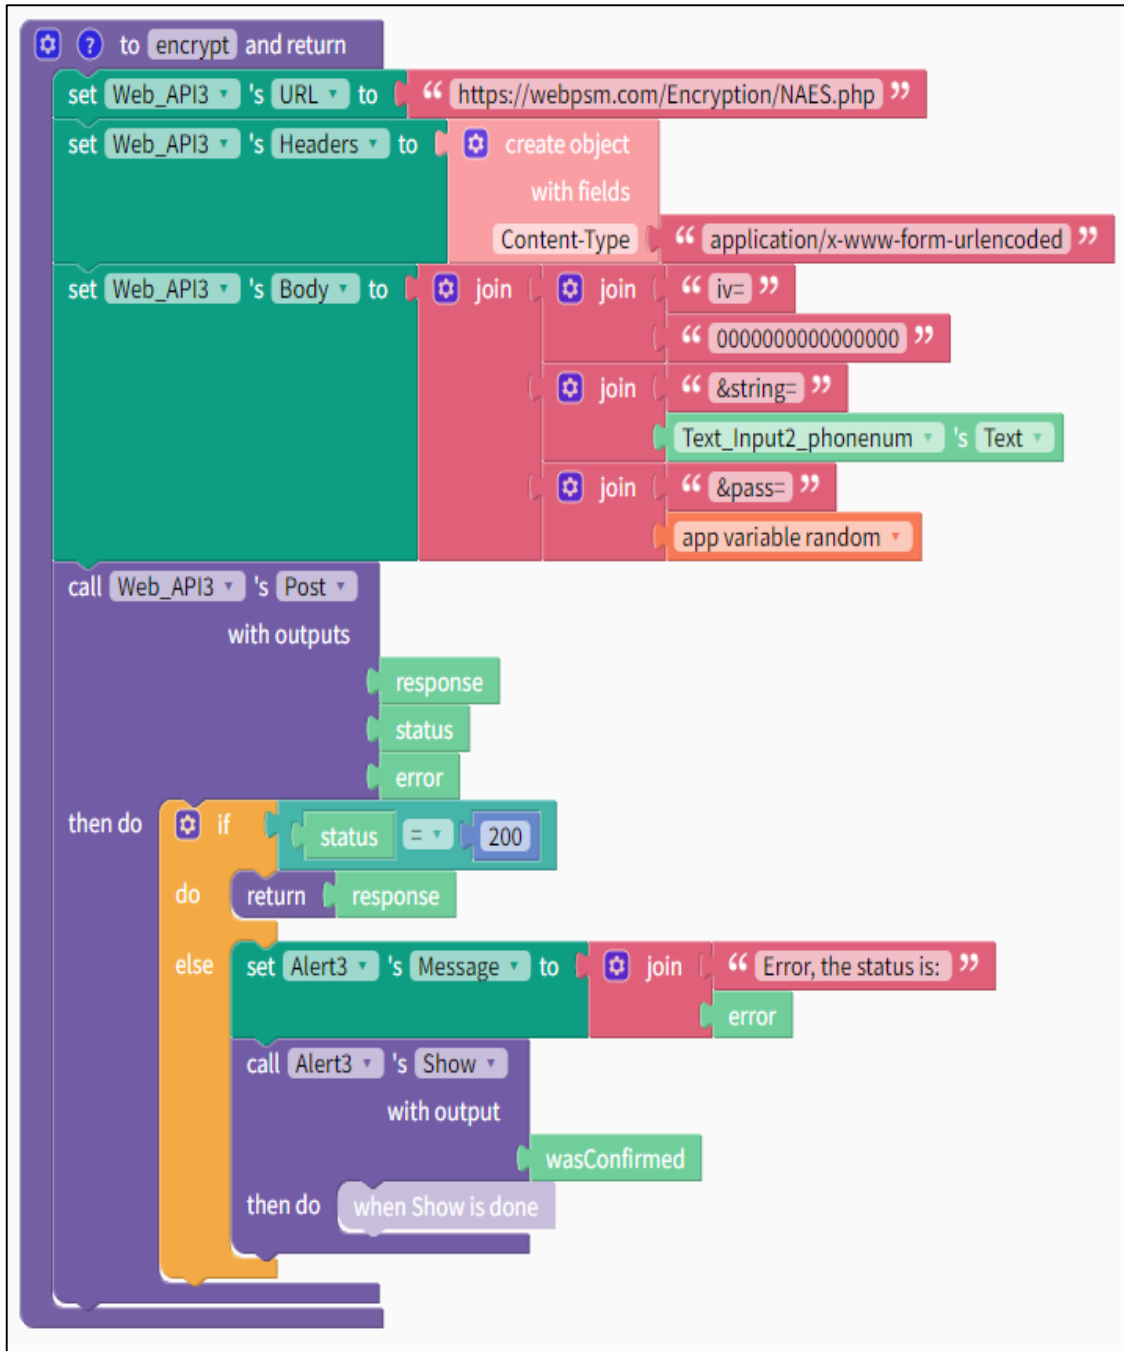 ? to encrypt and return
set Web_API3 's URL to “ https://webpsm.com/Encryption/NAES.php ”
set Web_API3 's Headers to create object
with fields
Content-Type “ application/x-www-form-urlencoded ”
set Web_API3 's Body to join join “ iv= ”
“ 0000000000000000 ”
join “ &string= ”
Text_Input2_phonenum 's Text
join “ &pass= ”
app variable random
call Web_API3 's Post
with outputs
response
status
error
then do if status = 200
do return response
else set Alert3 's Message to join “ Error, the status is: ”
error
call Alert3 's Show
with output
wasConfirmed
then do when Show is done